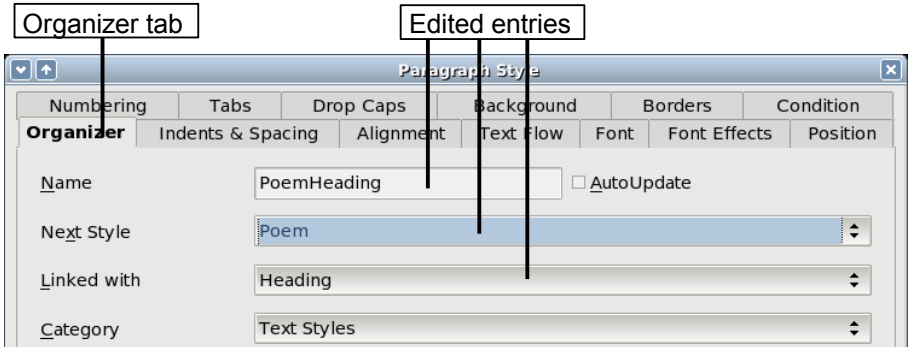 Organizer tab Edited entries
Paragraph Style
Numbering Tabs Drop Caps Background Borders Condition
Organizer Indents & Spacing Alignment Text Flow Font Font Effects Position
Name PoemHeading AutoUpdate
Next Style Poem
Linked with Heading
Category Text Styles